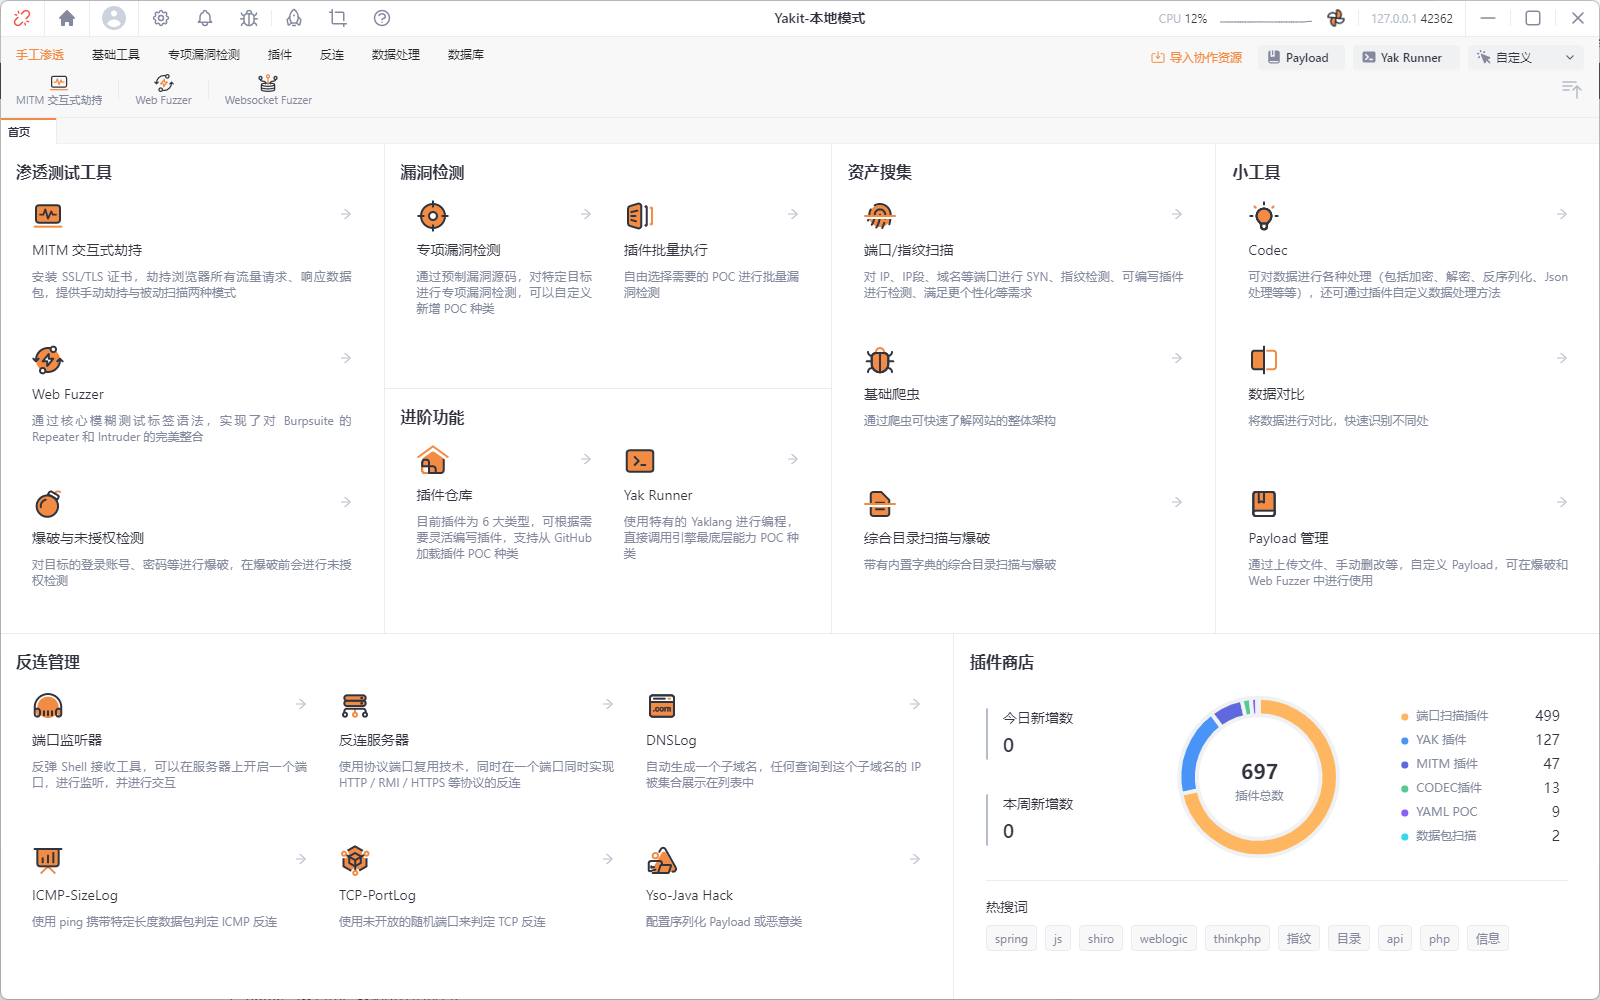 Yakit-本地模式
CPU 12%
127.0.0.1 42362
手工渗透 基础工具 专项漏洞检测 插件 反连 数据处理 数据库
导入协作资源 Payload Yak Runner 自定义
MITM 交互式劫持 Web Fuzzer Websocket Fuzzer
首页
渗透测试工具
MITM 交互式劫持
安装 SSL/TLS 证书，劫持浏览器所有流量请求、响应数据
包，提供手动劫持与被动扫描两种模式
Web Fuzzer
通过核心模糊测试标签语法，实现了对 Burpsuite 的
Repeater 和 Intruder 的完美整合
爆破与未授权检测
对目标的登录账号、密码等进行爆破，在爆破前会进行未授
权检测
漏洞检测
专项漏洞检测
通过预制漏洞源码，对特定目标
进行专项漏洞检测，可以自定义
新增 POC 种类
插件批量执行
自由选择需要的 POC 进行批量漏
洞检测
进阶功能
插件仓库
目前插件为 6 大类型，可根据需
要灵活编写插件，支持从 GitHub
加载插件 POC 种类
Yak Runner
使用特有的 Yaklang 进行编程，
直接调用引擎最底层能力 POC 种
类
资产搜集
端口/指纹扫描
对 IP、IP段、域名等端口进行 SYN、指纹检测、可编写插件
进行检测、满足更个性化等需求
基础爬虫
通过爬虫可快速了解网站的整体架构
综合目录扫描与爆破
带有内置字典的综合目录扫描与爆破
小工具
Codec
可对数据进行各种处理（包括加密、解密、反序列化、Json
处理等等），还可通过插件自定义数据处理方法
数据对比
将数据进行对比，快速识别不同处
Payload 管理
通过上传文件、手动删改等，自定义 Payload，可在爆破和
Web Fuzzer 中进行使用
反连管理
端口监听器
反弹 Shell 接收工具，可以在服务器上开启一个端
口，进行监听，并进行交互
反连服务器
使用协议端口复用技术，同时在一个端口同时实现
HTTP / RMI / HTTPS 等协议的反连
.com
DNSLog
自动生成一个子域名，任何查询到这个子域名的 IP
被集合展示在列表中
ICMP-SizeLog
使用 ping 携带特定长度数据包判定 ICMP 反连
TCP-PortLog
使用未开放的随机端口来判定 TCP 反连
Yso-Java Hack
配置序列化 Payload 或恶意类
插件商店
今日新增数
0
本周新增数
0
697
插件总数
端口扫描插件 499
YAK 插件 127
MITM 插件 47
CODEC插件 13
YAML POC 9
数据包扫描 2
热搜词
spring js shiro weblogic thinkphp 指纹 目录 api php 信息